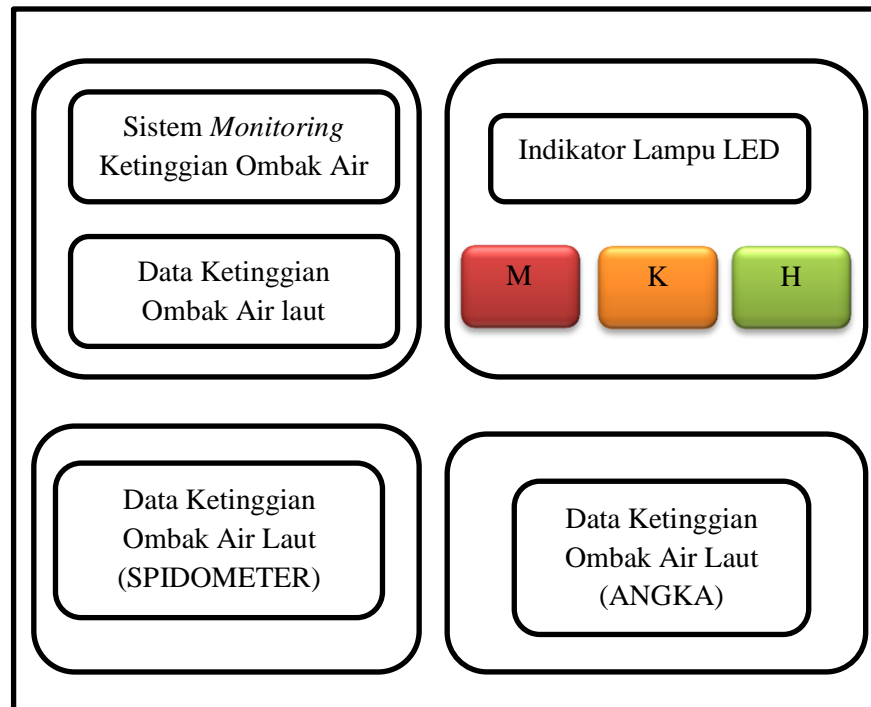 Sistem Monitoring
Ketinggian Ombak Air
Data Ketinggian
Ombak Air laut
Indikator Lampu LED
M
K
H
Data Ketinggian
Ombak Air Laut
(SPIDOMETER)
Data Ketinggian
Ombak Air Laut
(ANGKA)